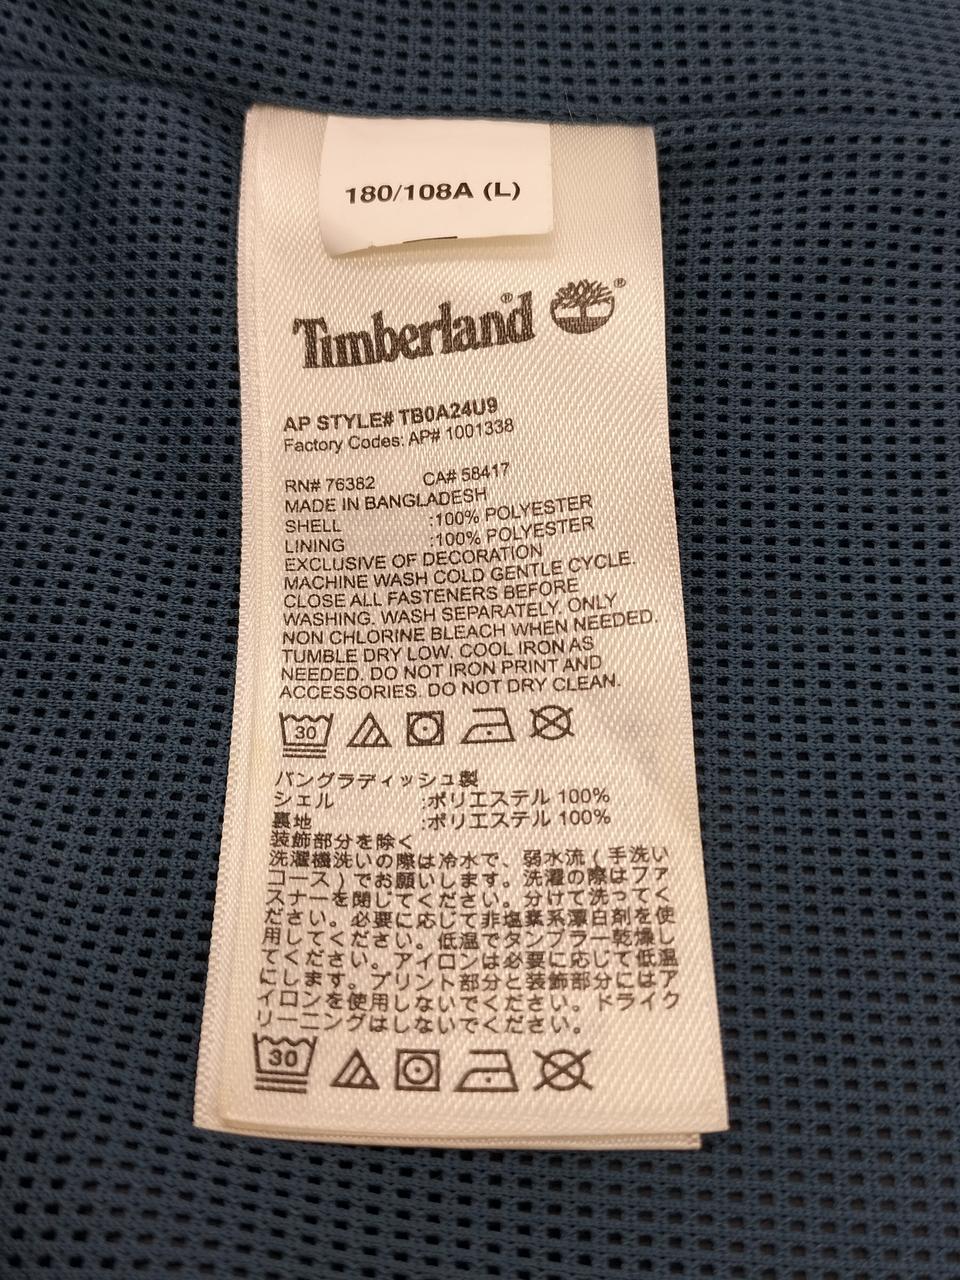 180/108A (L)
Timberland®
®
AP STYLE# TB0A24U9
Factory Codes: AP# 1001338
RN# 76382 CA# 58417
MADE IN BANGLADESH
SHELL :100% POLYESTER
LINING :100% POLYESTER
EXCLUSIVE OF DECORATION
MACHINE WASH COLD GENTLE CYCLE.
CLOSE ALL FASTENERS BEFORE
WASHING. WASH SEPARATELY. ONLY
NON CHLORINE BLEACH WHEN NEEDED.
TUMBLE DRY LOW. COOL IRON AS
NEEDED. DO NOT IRON PRINT AND
ACCESSORIES. DO NOT DRY CLEAN.
30
バングラディッシュ製
シェル :ポリエステル 100%
裏地 :ポリエステル 100%
装飾部分を除く
洗濯機洗いの際は冷水で、弱水流(手洗い
コース)でお願いします。洗濯の際はファ
スナーを閉じてください。分けて洗ってく
ださい。必要に応じて非塩素系漂白剤を使
用してください。低温でタンブラー乾燥し
てください。アイロンは必要に応じて低温
にします。プリント部分と装飾部分にはア
イロンを使用しないでください。ドライク
リーニングはしないでください。
30